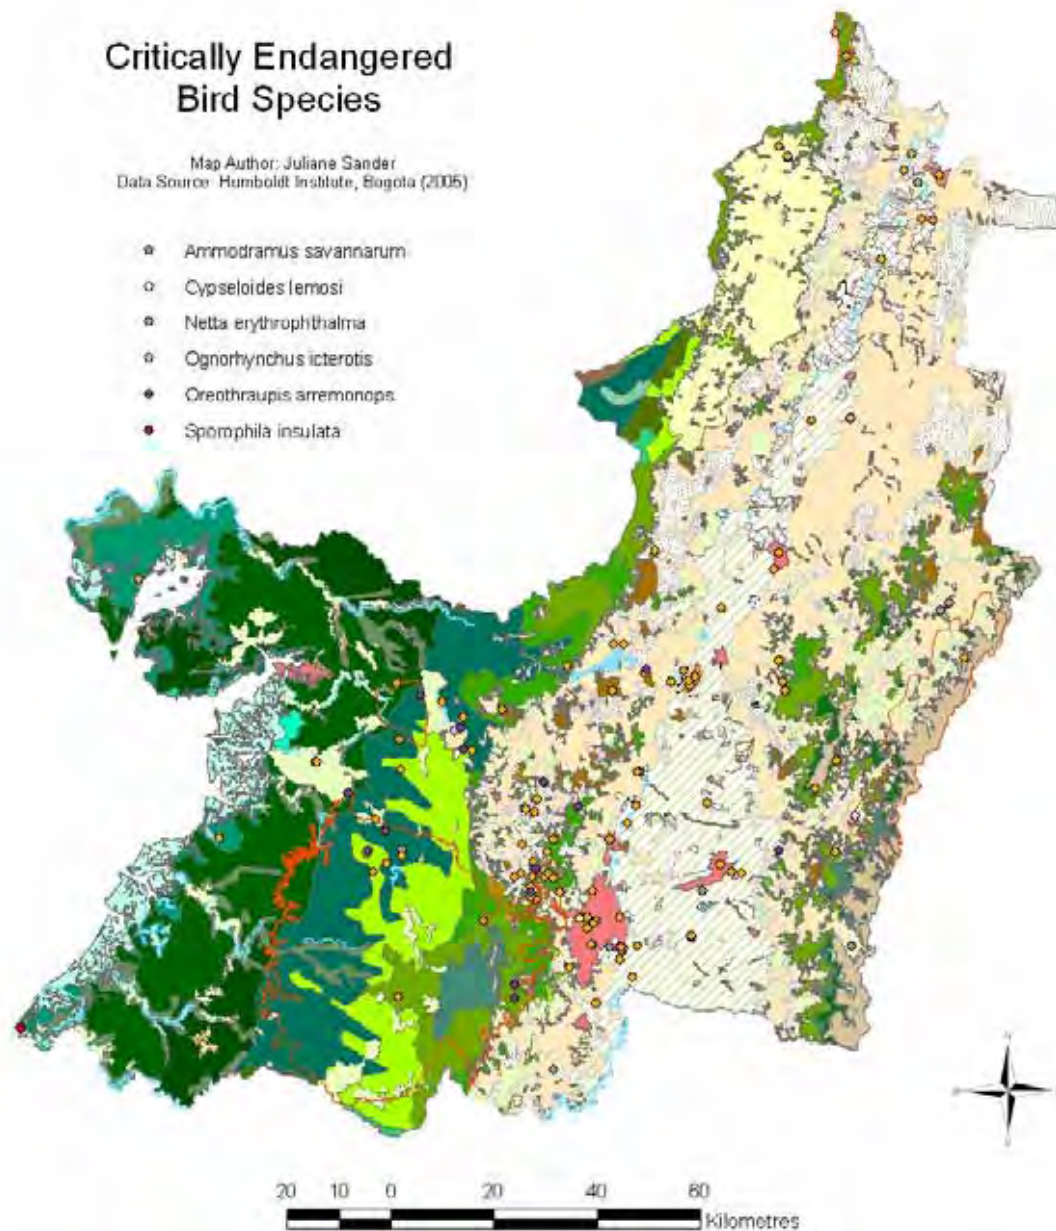 Critically Endangered
Bird Species
Map Author: Juliane Sander
Data Source: Humboldt Institute, Bogota (2005)
Ammodramus savannarum
Cypseloides lemosi
Netta erythrophthalma
Ognorhynchus icterotis
Oreothraupis arremonops
Sporophila insulata
20 10 0 20 40 60
Kilometres